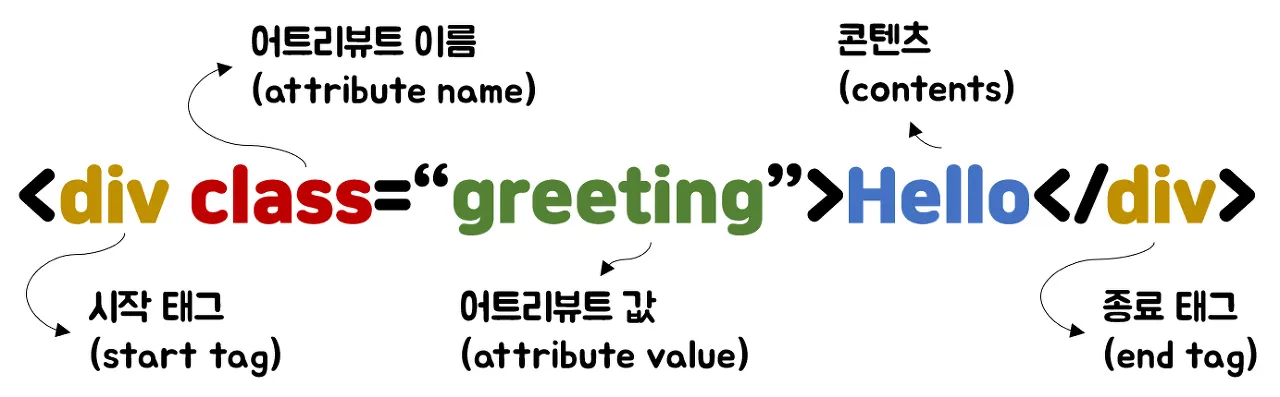 어트리뷰트 이름
(attribute name)
콘텐츠
(contents)
<div class=“greeting”>Hello</div>
시작 태그
(start tag)
어트리뷰트 값
(attribute value)
종료 태그
(end tag)